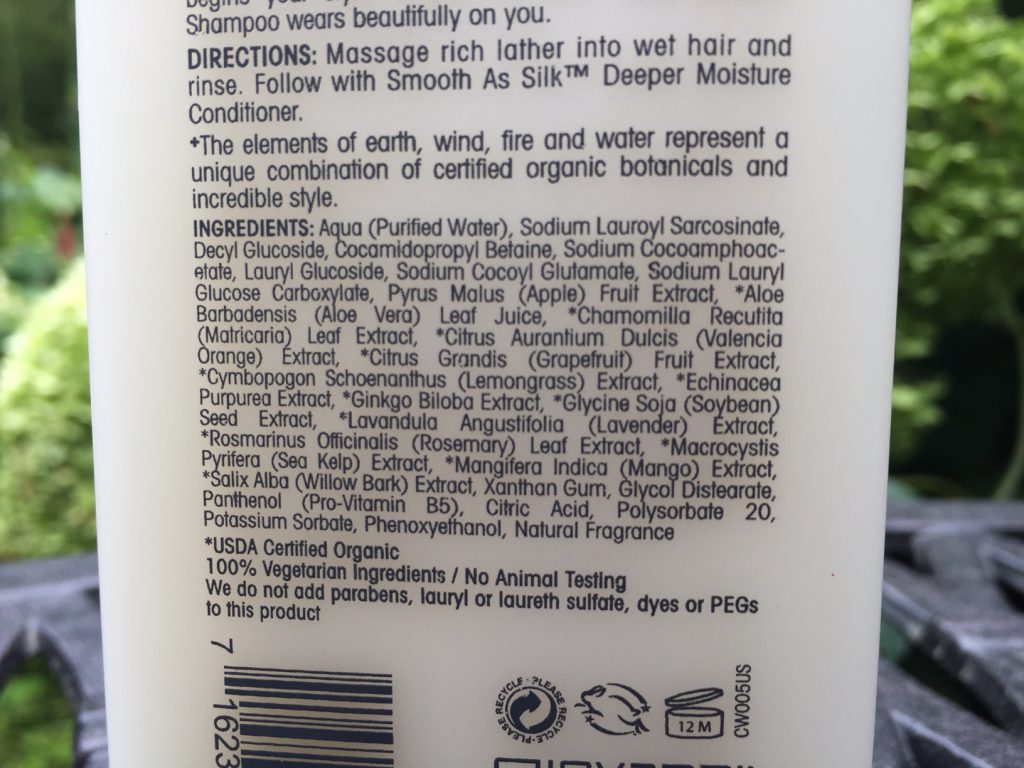 Shampoo wears beautifully on you.
DIRECTIONS: Massage rich lather into wet hair and
rinse. Follow with Smooth As Silk™ Deeper Moisture
Conditioner.
+The elements of earth, wind, fire and water represent a
unique combination of certified organic botanicals and
incredible style.
INGREDIENTS: Aqua (Purified Water), Sodium Lauroyl Sarcosinate,
Decyl Glucoside, Cocamidopropyl Betaine, Sodium Cocoamphoac-
etate, Lauryl Glucoside, Sodium Cocoyl Glutamate, Sodium Lauryl
Glucose Carboxylate, Pyrus Malus (Apple) Fruit Extract, *Aloe
Barbadensis (Aloe Vera) Leaf Juice, *Chamomilla Recutita
(Matricaria) Leaf Extract, *Citrus Aurantium Dulcis (Valencia
Orange) Extract, *Citrus Grandis (Grapefruit) Fruit Extract,
*Cymbopogon Schoenanthus (Lemongrass) Extract, *Echinacea
Purpurea Extract, *Ginkgo Biloba Extract, *Glycine Soja (Soybean)
Seed Extract, *Lavandula Angustifolia (Lavender) Extract,
*Rosmarinus Officinalis (Rosemary) Leaf Extract, *Macrocystis
Pyrifera (Sea Kelp) Extract, *Mangifera Indica (Mango) Extract,
*Salix Alba (Willow Bark) Extract, Xanthan Gum, Glycol Distearate,
Panthenol (Pro-Vitamin B5), Citric Acid, Polysorbate 20,
Potassium Sorbate, Phenoxyethanol, Natural Fragrance
*USDA Certified Organic
100% Vegetarian Ingredients / No Animal Testing
We do not add parabens, lauryl or laureth sulfate, dyes or PEGs
to this product
7 1623
PLEASE RECYCLE·PLEASE RECYCLE·
12 M
CW005US